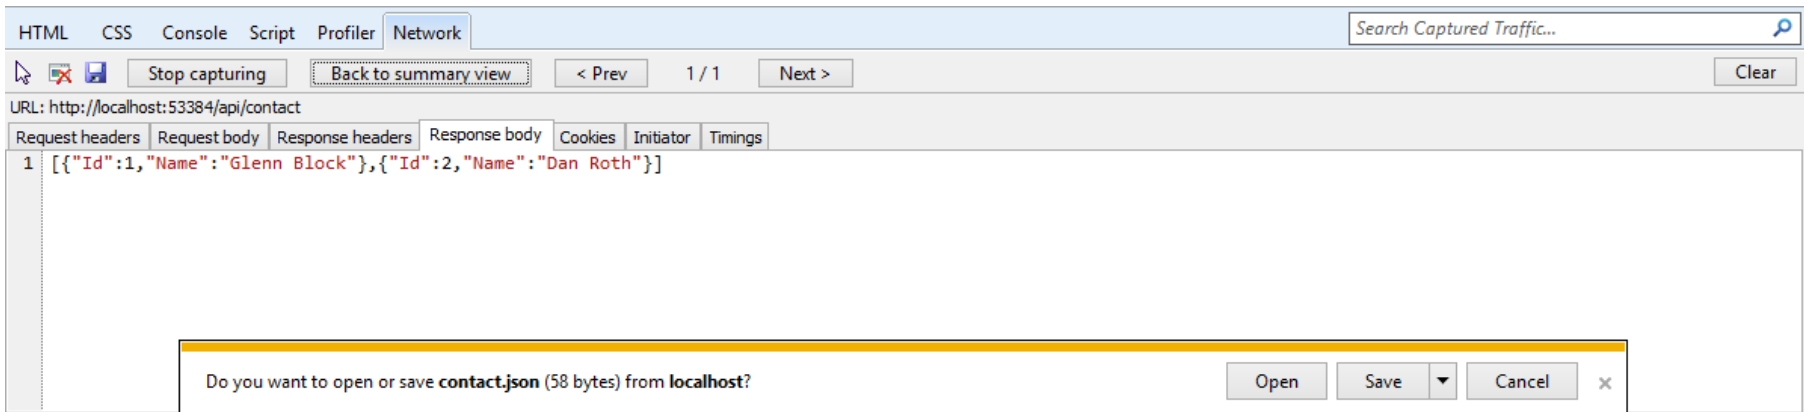 HTML CSS Console Script Profiler Network Search Captured Traffic...
Stop capturing Back to summary view < Prev 1 / 1 Next > Clear
URL: http://localhost:53384/api/contact
Request headers Request body Response headers Response body Cookies Initiator Timings
1 [{"Id":1,"Name":"Glenn Block"},{"Id":2,"Name":"Dan Roth"}]
Do you want to open or save contact.json (58 bytes) from localhost? Open Save Cancel ×